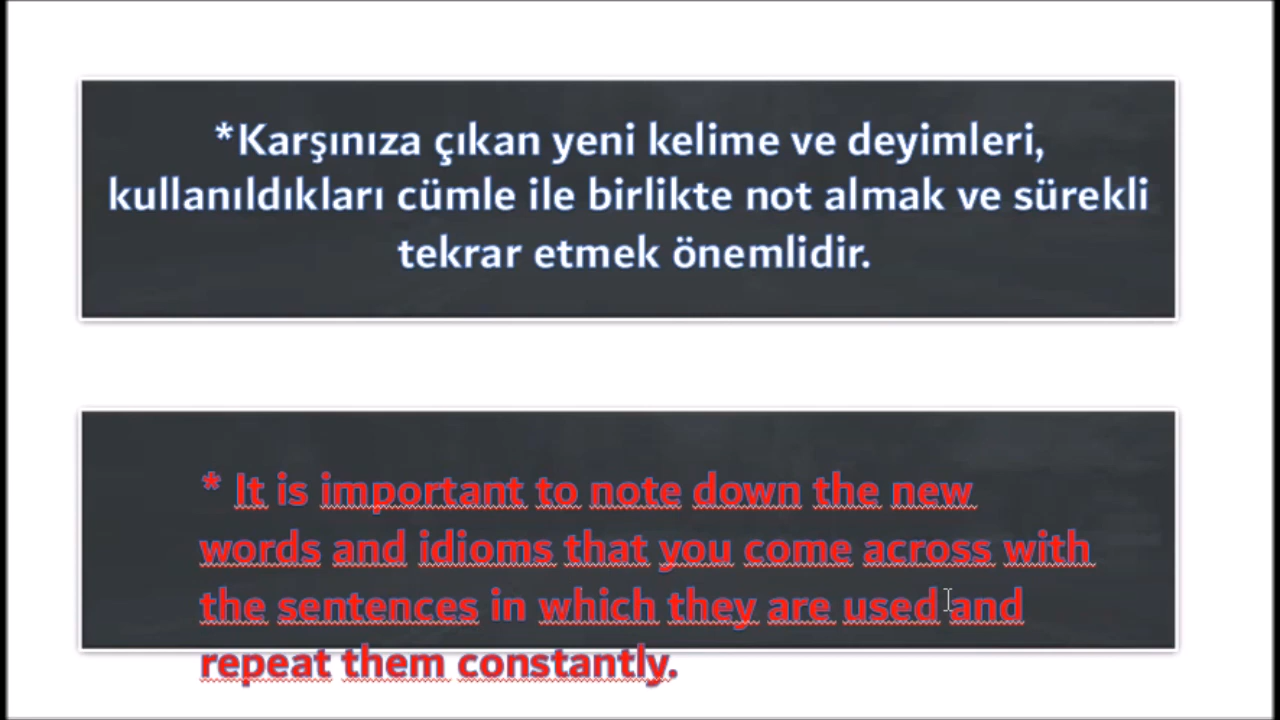 *Karşınıza çıkan yeni kelime ve deyimleri,
kullanıldıkları cümle ile birlikte not almak ve sürekli
tekrar etmek önemlidir.
* It is important to note down the new
words and idioms that you come across with
the sentences in which they are used and
repeat them constantly.